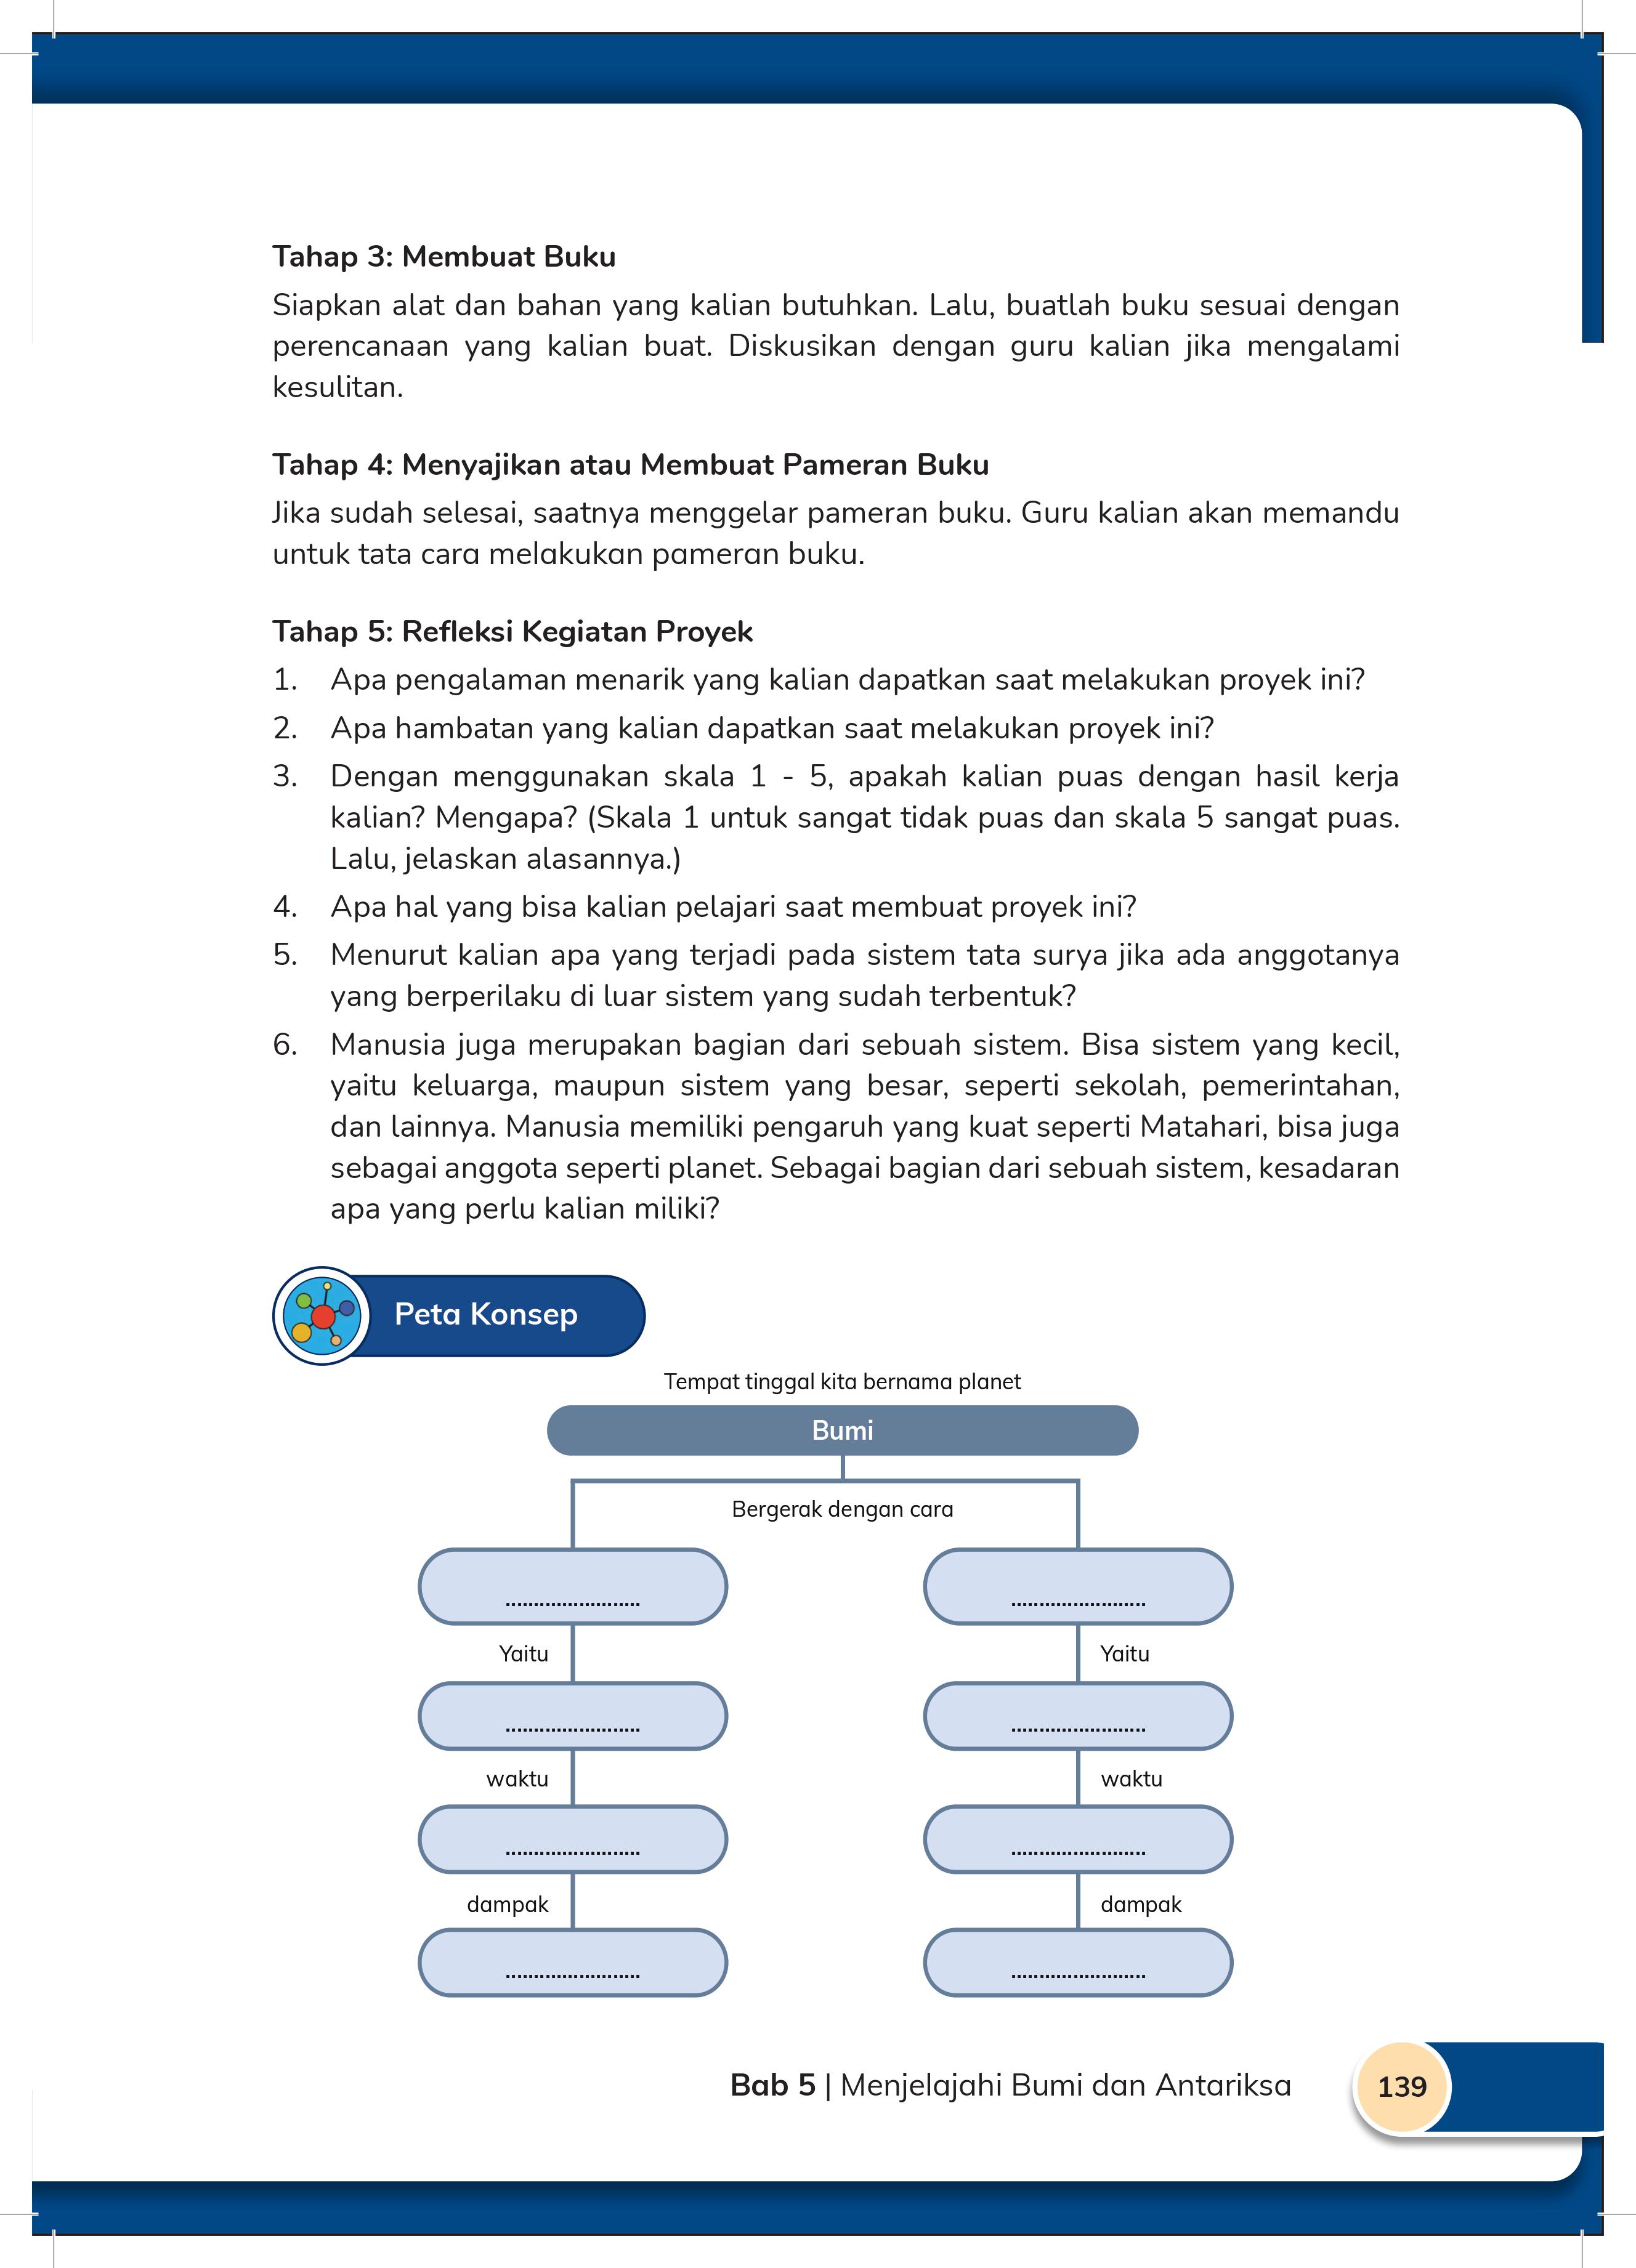 Tahap 3: Membuat Buku
Siapkan alat dan bahan yang kalian butuhkan. Lalu, buatlah buku sesuai dengan
perencanaan yang kalian buat. Diskusikan dengan guru kalian jika mengalami
kesulitan.
Tahap 4: Menyajikan atau Membuat Pameran Buku
Jika sudah selesai, saatnya menggelar pameran buku. Guru kalian akan memandu
untuk tata cara melakukan pameran buku.
Tahap 5: Refleksi Kegiatan Proyek
1. Apa pengalaman menarik yang kalian dapatkan saat melakukan proyek ini?
2. Apa hambatan yang kalian dapatkan saat melakukan proyek ini?
3. Dengan menggunakan skala 1 - 5, apakah kalian puas dengan hasil kerja
kalian? Mengapa? (Skala 1 untuk sangat tidak puas dan skala 5 sangat puas.
Lalu, jelaskan alasannya.)
4. Apa hal yang bisa kalian pelajari saat membuat proyek ini?
5. Menurut kalian apa yang terjadi pada sistem tata surya jika ada anggotanya
yang berperilaku di luar sistem yang sudah terbentuk?
6. Manusia juga merupakan bagian dari sebuah sistem. Bisa sistem yang kecil,
yaitu keluarga, maupun sistem yang besar, seperti sekolah, pemerintahan,
dan lainnya. Manusia memiliki pengaruh yang kuat seperti Matahari, bisa juga
sebagai anggota seperti planet. Sebagai bagian dari sebuah sistem, kesadaran
apa yang perlu kalian miliki?
Peta Konsep
Tempat tinggal kita bernama planet
Bumi
Bergerak dengan cara
........................ ........................
Yaitu Yaitu
........................ ........................
waktu waktu
........................ ........................
dampak dampak
........................ ........................
Bab 5 | Menjelajahi Bumi dan Antariksa 139